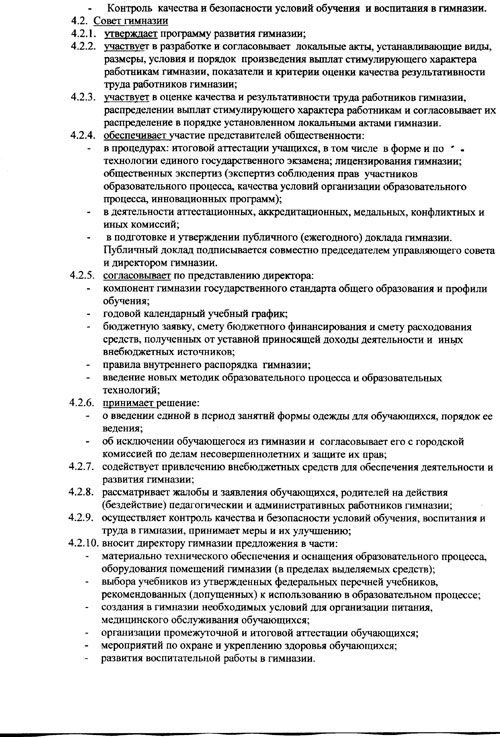 - Контроль качества и безопасности условий обучения и воспитания в гимназии.
4.2. Совет гимназии
4.2.1. утверждает программу развития гимназии;
4.2.2. участвует в разработке и согласовывает локальные акты, устанавливающие виды,
размеры, условия и порядок произведения выплат стимулирующего характера
работникам гимназии, показатели и критерии оценки качества результативности
труда работников гимназии;
4.2.3. участвует в оценке качества и результативности труда работников гимназии,
распределении выплат стимулирующего характера работникам и согласовывает их
распределение в порядке установленном локальными актами гимназии.
4.2.4. обеспечивает участие представителей общественности:
- в процедурах: итоговой аттестации учащихся, в том числе в форме и по
технологии единого государственного экзамена; лицензирования гимназии;
общественных экспертиз (экспертиз соблюдения прав участников
образовательного процесса, качества условий организации образовательного
процесса, инновационных программ);
- в деятельности аттестационных, аккредитационных, медальных, конфликтных и
иных комиссий;
- в подготовке и утверждении публичного (ежегодного) доклада гимназии.
Публичный доклад подписывается совместно председателем управляющего совета
и директором гимназии.
4.2.5. согласовывает по представлению директора:
- компонент гимназии государственного стандарта общего образования и профили
обучения;
- годовой календарный учебный график;
- бюджетную заявку, смету бюджетного финансирования и смету расходования
средств, полученных от уставной приносящей доходы деятельности и иных
внебюджетных источников;
- правила внутреннего распорядка гимназии;
- введение новых методик образовательного процесса и образовательных
технологий;
4.2.6. принимает решение:
- о введении единой в период занятий формы одежды для обучающихся, порядок ее
ведения;
- об исключении обучающегося из гимназии и согласовывает его с городской
комиссией по делам несовершеннолетних и защите их прав;
4.2.7. содействует привлечению внебюджетных средств для обеспечения деятельности и
развития гимназии;
4.2.8. рассматривает жалобы и заявления обучающихся, родителей на действия
(бездействие) педагогически и административных работников гимназии;
4.2.9. осуществляет контроль качества и безопасности условий обучения, воспитания и
труда в гимназии, принимает меры и их улучшению;
4.2.10. вносит директору гимназии предложения в части:
- материально технического обеспечения и оснащения образовательного процесса,
оборудования помещений гимназии (в пределах выделяемых средств);
- выбора учебников из утвержденных федеральных перечней учебников,
рекомендованных (допущенных) к использованию в образовательном процессе;
- создания в гимназии необходимых условий для организации питания,
медицинского обслуживания обучающихся;
- организации промежуточной и итоговой аттестации обучающихся;
- мероприятий по охране и укреплению здоровья обучающихся;
- развития воспитательной работы в гимназии.